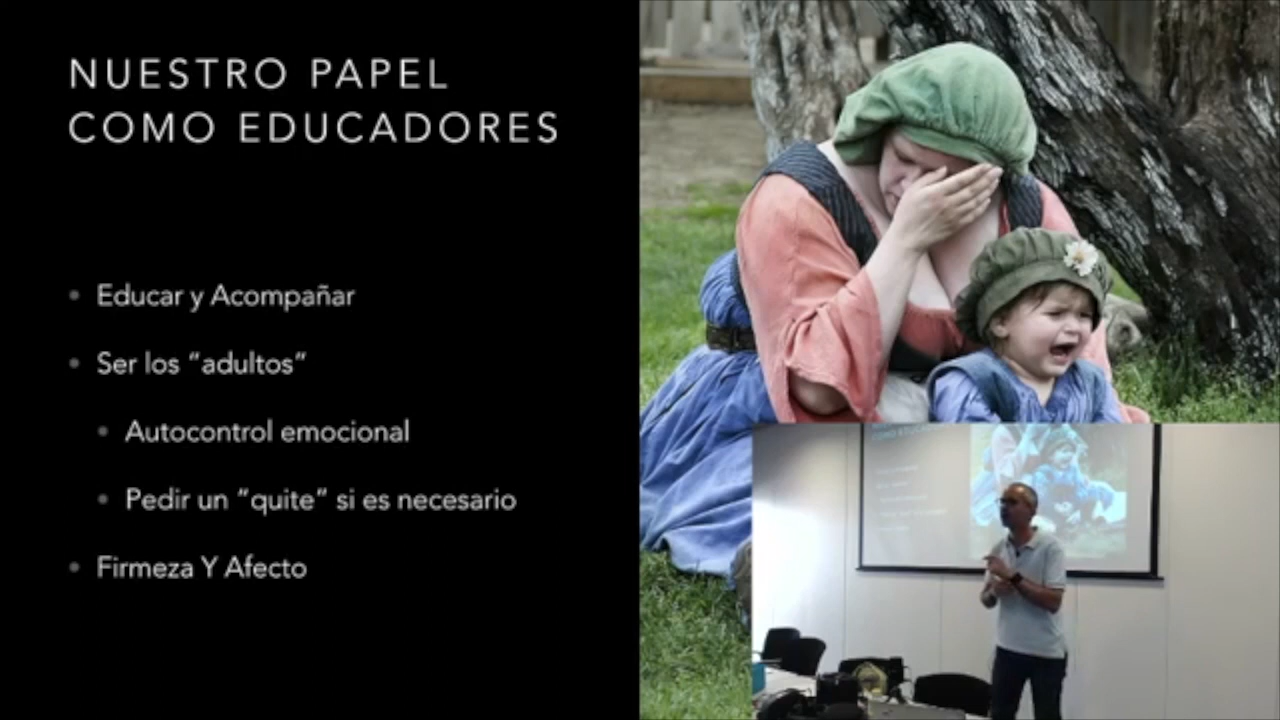 NUESTRO PAPEL
COMO EDUCADORES
Educar y Acompañar
Ser los “adultos”
Autocontrol emocional
Pedir un “quite” si es necesario
Firmeza Y Afecto